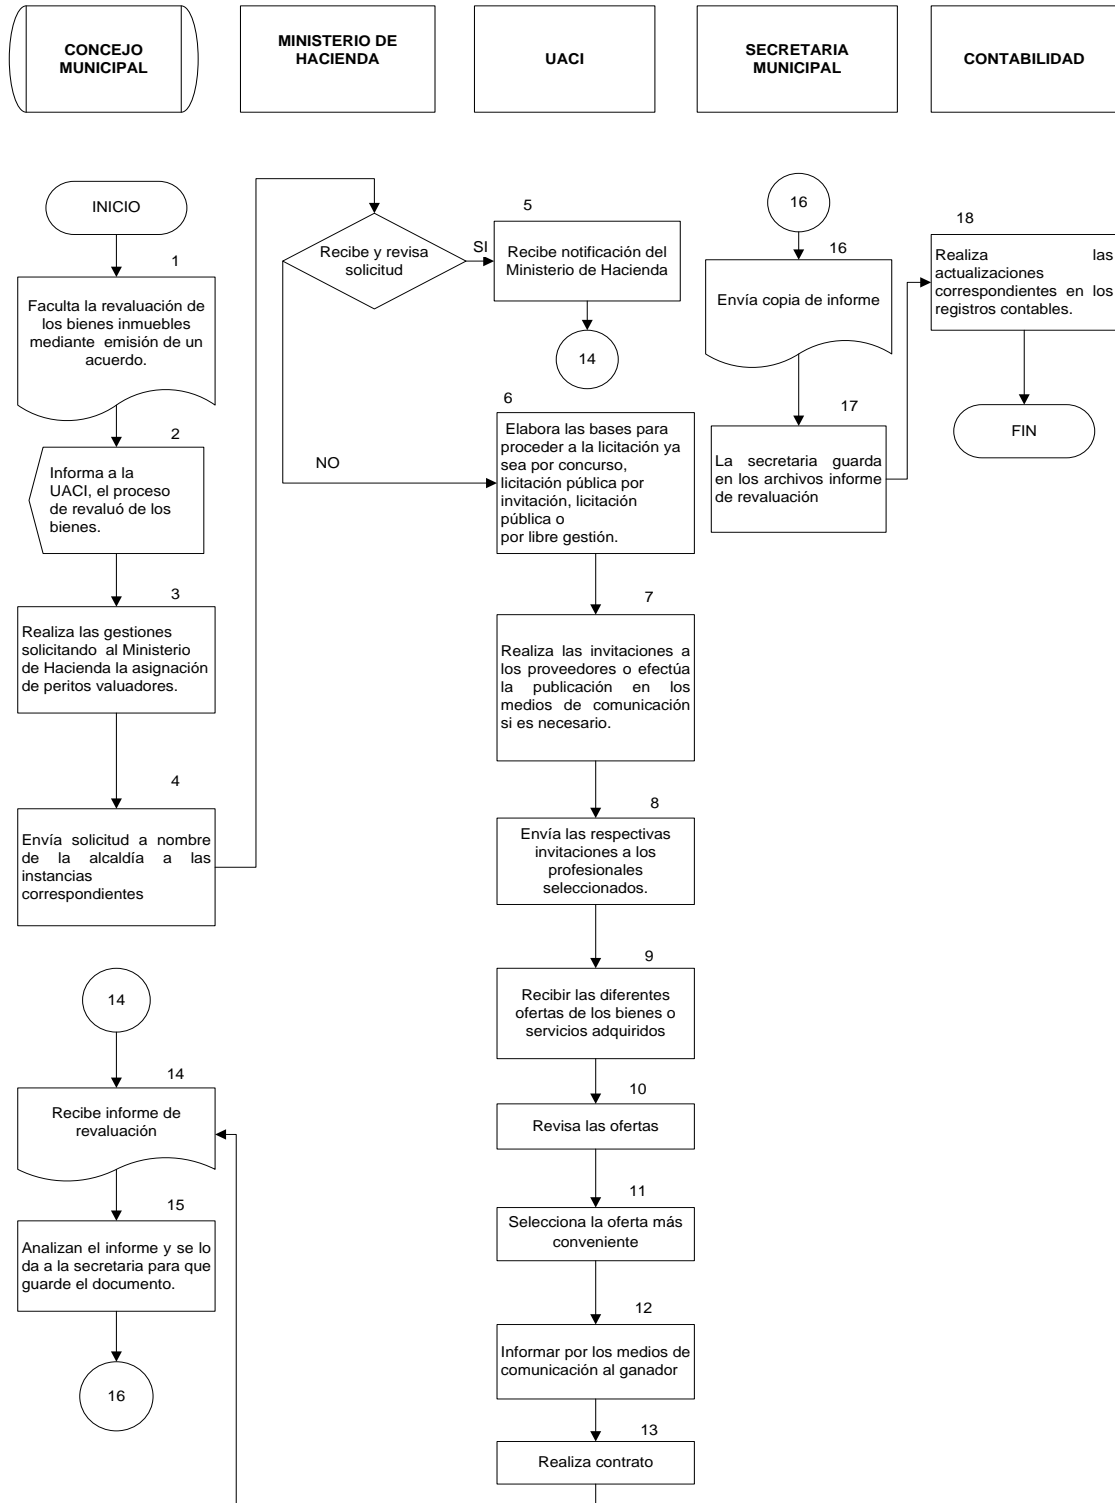 CONCEJO
MUNICIPAL
MINISTERIO DE
HACIENDA
UACI
SECRETARIA
MUNICIPAL
CONTABILIDAD
INICIO
1
Faculta la revaluación de
los bienes inmuebles
mediante emisión de un
acuerdo.
2
Informa a la
UACI, el proceso
de revaluó de los
bienes.
3
Realiza las gestiones
solicitando al Ministerio
de Hacienda la asignación
de peritos valuadores.
4
Envía solicitud a nombre
de la alcaldía a las
instancias
correspondientes
14
14
Recibe informe de
revaluación
15
Analizan el informe y se lo
da a la secretaria para que
guarde el documento.
16
Recibe y revisa
solicitud
SI
NO
5
Recibe notificación del
Ministerio de Hacienda
14
6
Elabora las bases para
proceder a la licitación ya
sea por concurso,
licitación pública por
invitación, licitación
pública o
por libre gestión.
7
Realiza las invitaciones a
los proveedores o efectúa
la publicación en los
medios de comunicación
si es necesario.
8
Envía las respectivas
invitaciones a los
profesionales
seleccionados.
9
Recibir las diferentes
ofertas de los bienes o
servicios adquiridos
10
Revisa las ofertas
11
Selecciona la oferta más
conveniente
12
Informar por los medios de
comunicación al ganador
13
Realiza contrato
16
16
Envía copia de informe
17
La secretaria guarda
en los archivos informe
de revaluación
18
Realiza las
actualizaciones
correspondientes en los
registros contables.
FIN